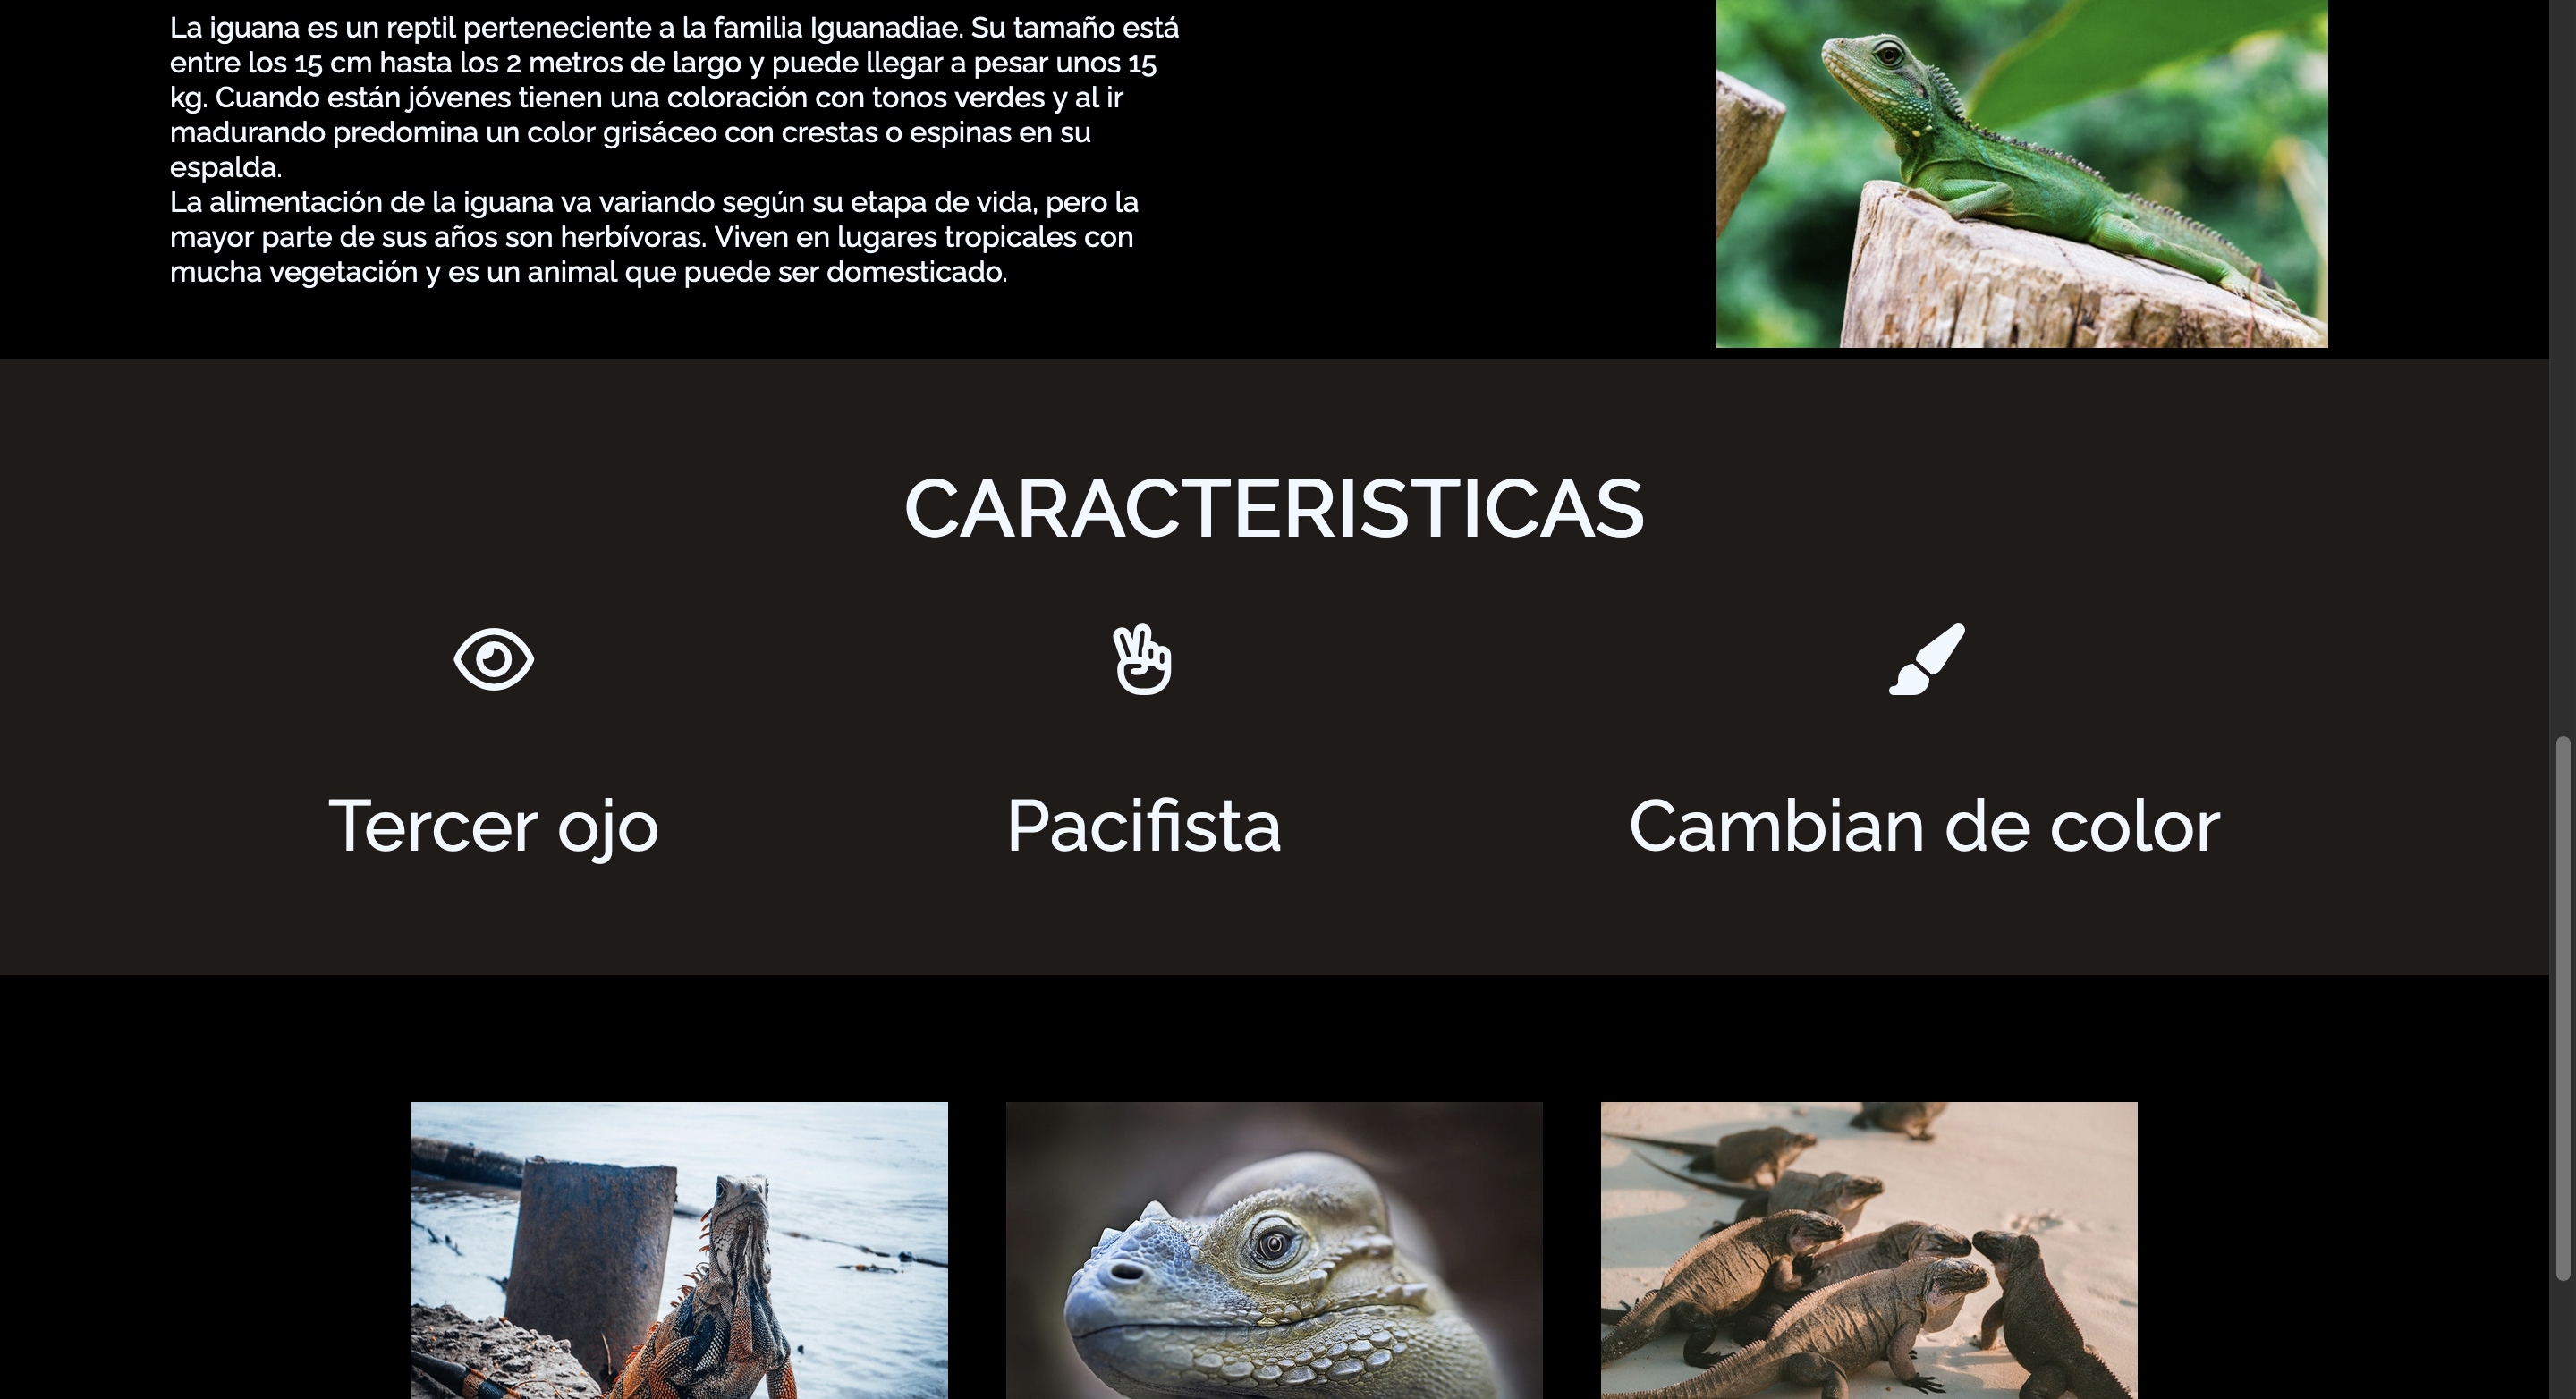 La iguana es un reptil perteneciente a la familia Iguanadiae. Su tamaño está
entre los 15 cm hasta los 2 metros de largo y puede llegar a pesar unos 15
kg. Cuando están jóvenes tienen una coloración con tonos verdes y al ir
madurando predomina un color grisáceo con crestas o espinas en su
espalda.
La alimentación de la iguana va variando según su etapa de vida, pero la
mayor parte de sus años son herbívoras. Viven en lugares tropicales con
mucha vegetación y es un animal que puede ser domesticado.
CARACTERISTICAS
Tercer ojo
Pacifista
Cambian de color